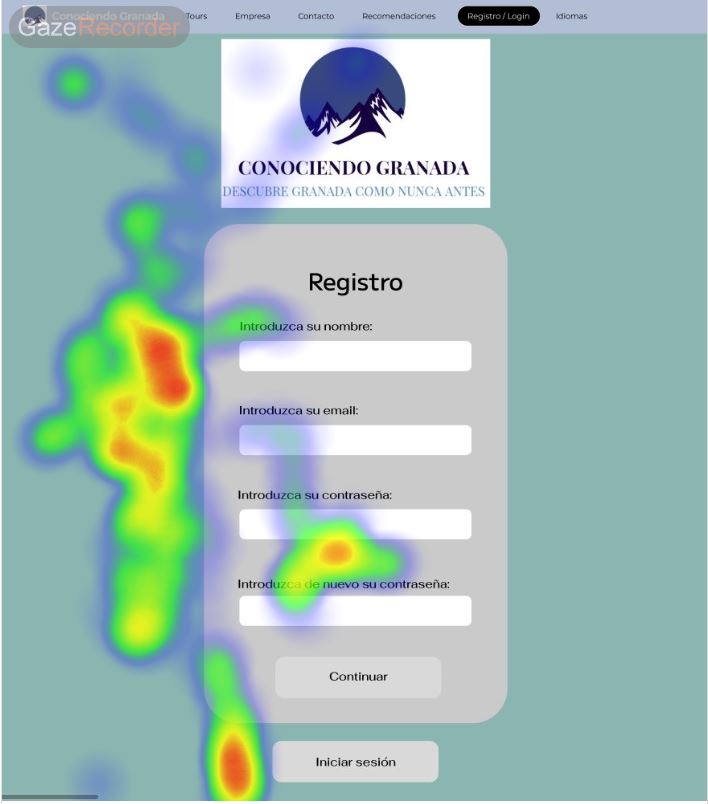 Conociendo Granada
Tours
Empresa
Contacto
Recomendaciones
Registro / Login
Idiomas
GazeRecorder
CONOCIENDO GRANADA
DESCUBRE GRANADA COMO NUNCA ANTES
Registro
Introduzca su nombre:
Introduzca su email:
Introduzca su contraseña:
Introduzca de nuevo su contraseña:
Continuar
Iniciar sesión